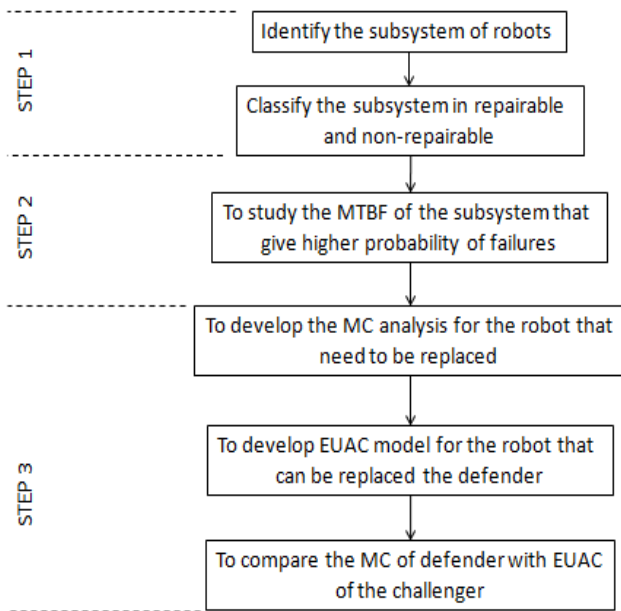 STEP 1
Identify the subsystem of robots
Classify the subsystem in repairable
and non-repairable
STEP 2
To study the MTBF of the subsystem that
give higher probability of failures
STEP 3
To develop the MC analysis for the robot that
need to be replaced
To develop EUAC model for the robot that
can be replaced the defender
To compare the MC of defender with EUAC
of the challenger